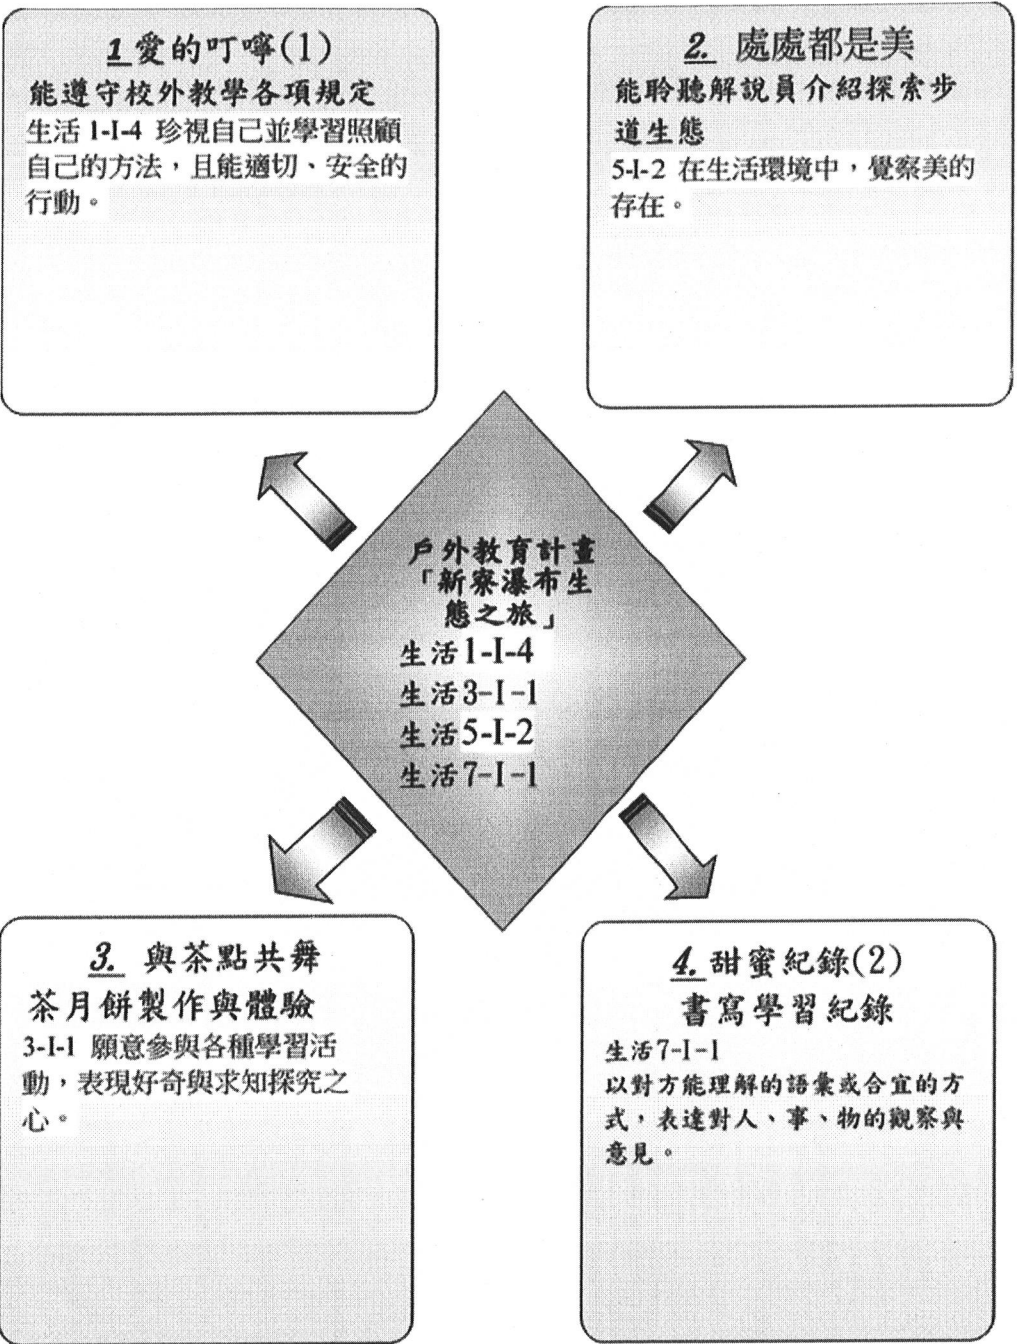 1 愛的叮嚀(1)
能遵守校外教學各項規定
生活 1-I-4 珍視自己並學習照顧
自己的方法，且能適切、安全的
行動。
2. 處處都是美
能聆聽解說員介紹探索步
道生態
5-I-2 在生活環境中，覺察美的
存在。
戶外教育計畫
「新寮瀑布生
態之旅」
生活1-I-4
生活3-I-1
生活5-I-2
生活7-I-1
3. 與茶點共舞
茶月餅製作與體驗
3-I-1 願意參與各種學習活
動，表現好奇與求知探究之
心。
4. 甜蜜紀錄(2)
書寫學習紀錄
生活7-I-1
以對方能理解的語彙或合宜的方
式，表達對人、事、物的觀察與
意見。